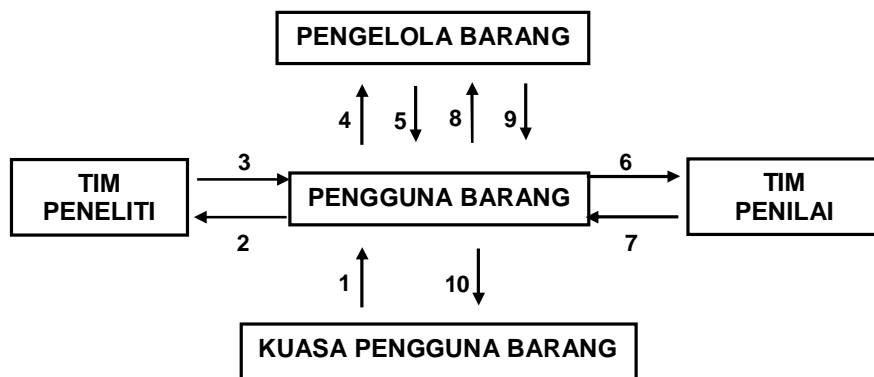 PENGELOLA BARANG
4
5
8
9
3
6
TIM
PENELITI
PENGGUNA BARANG
TIM
PENILAI
2
7
1
10
KUASA PENGGUNA BARANG